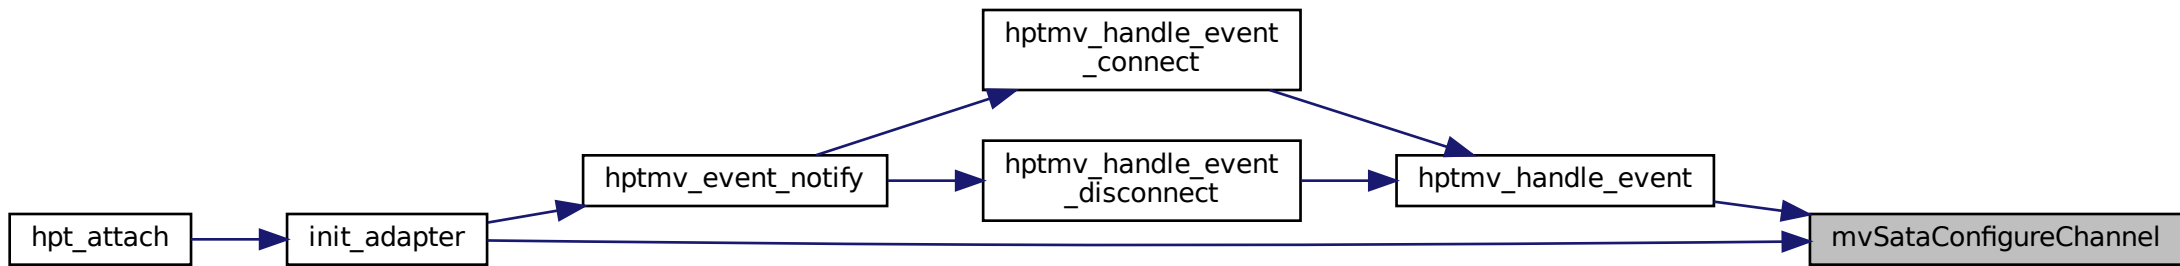 hptmv_handle_event
_connect
hptmv_event_notify
hptmv_handle_event
_disconnect
hptmv_handle_event
hpt_attach
init_adapter
mvSataConfigureChannel